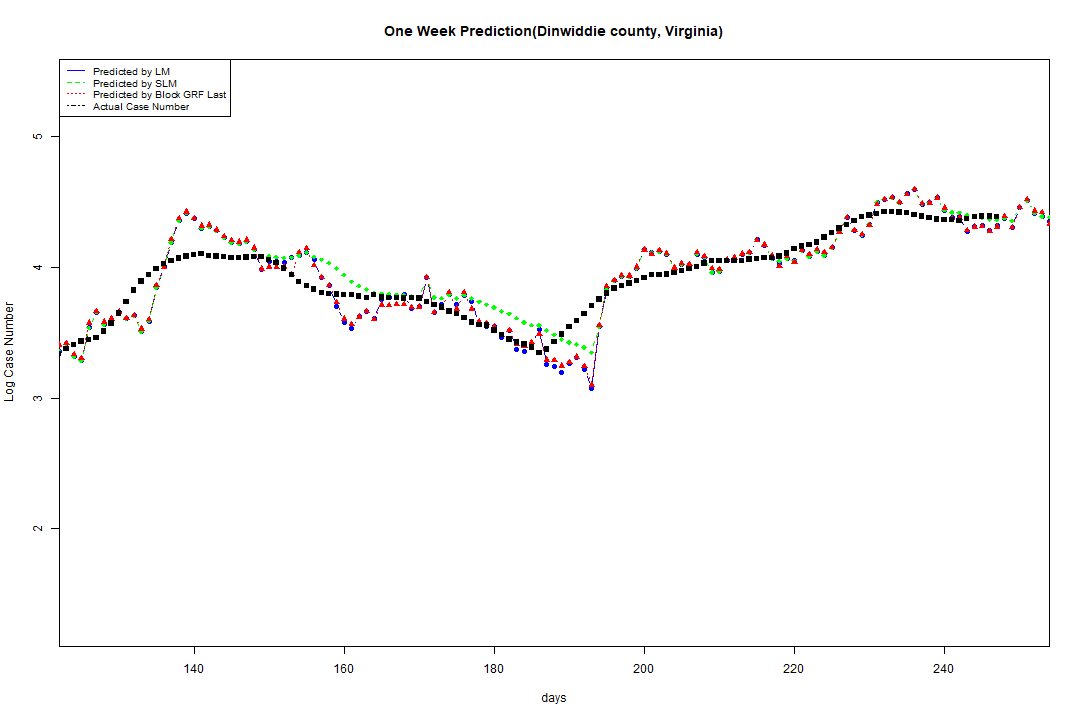 One Week Prediction(Dinwiddie county, Virginia)
Predicted by LM
Predicted by SLM
Predicted by Block GRF Last
Actual Case Number
5
4
3
2
Log Case Number
140 160 180 200 220 240
days